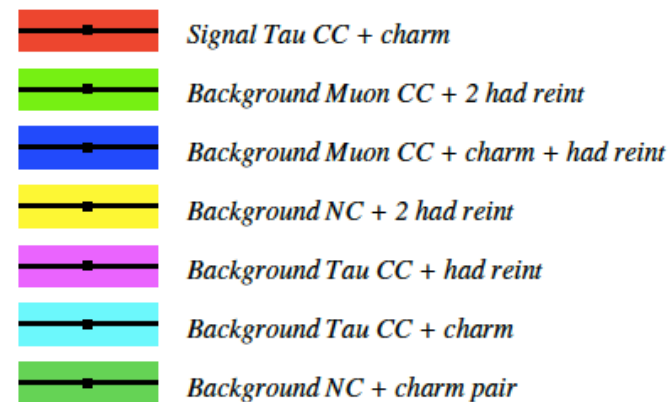 Signal Tau CC + charm
Background Muon CC + 2 had reint
Background Muon CC + charm + had reint
Background NC + 2 had reint
Background Tau CC + had reint
Background Tau CC + charm
Background NC + charm pair